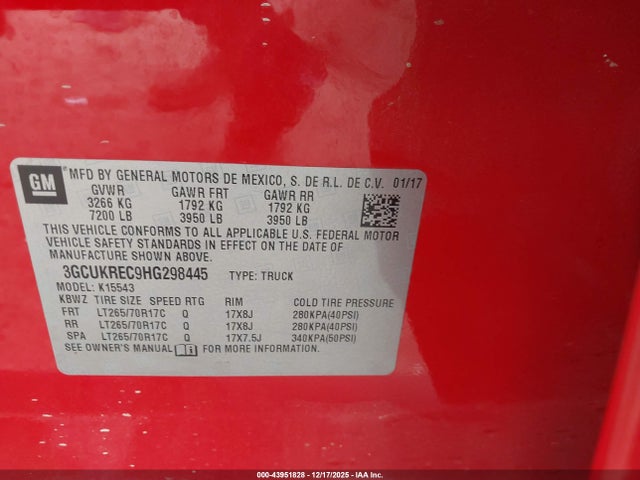 GM
MFD BY GENERAL MOTORS DE MEXICO, S. DE R.L. DE C.V. 01/17
GVWR GAWR FRT GAWR RR
3266 KG 1792 KG 1792 KG
7200 LB 3950 LB 3950 LB
THIS VEHICLE CONFORMS TO ALL APPLICABLE U.S. FEDERAL MOTOR
VEHICLE SAFETY STANDARDS IN EFFECT ON THE DATE OF
MANUFACTURE SHOWN ABOVE.
3GCUKREC9HG298445 TYPE: TRUCK
MODEL: K15543
KBWZ TIRE SIZE SPEED RTG RIM COLD TIRE PRESSURE
FRT LT265/70R17C Q 17X8J 280KPA(40PSI)
RR LT265/70R17C Q 17X8J 280KPA(40PSI)
SPA LT265/70R17C Q 17X7.5J 340KPA(50PSI)
SEE OWNER'S MANUAL FOR MORE INFORMATION.
000-43951828 - 12/17/2025 - IAA Inc.